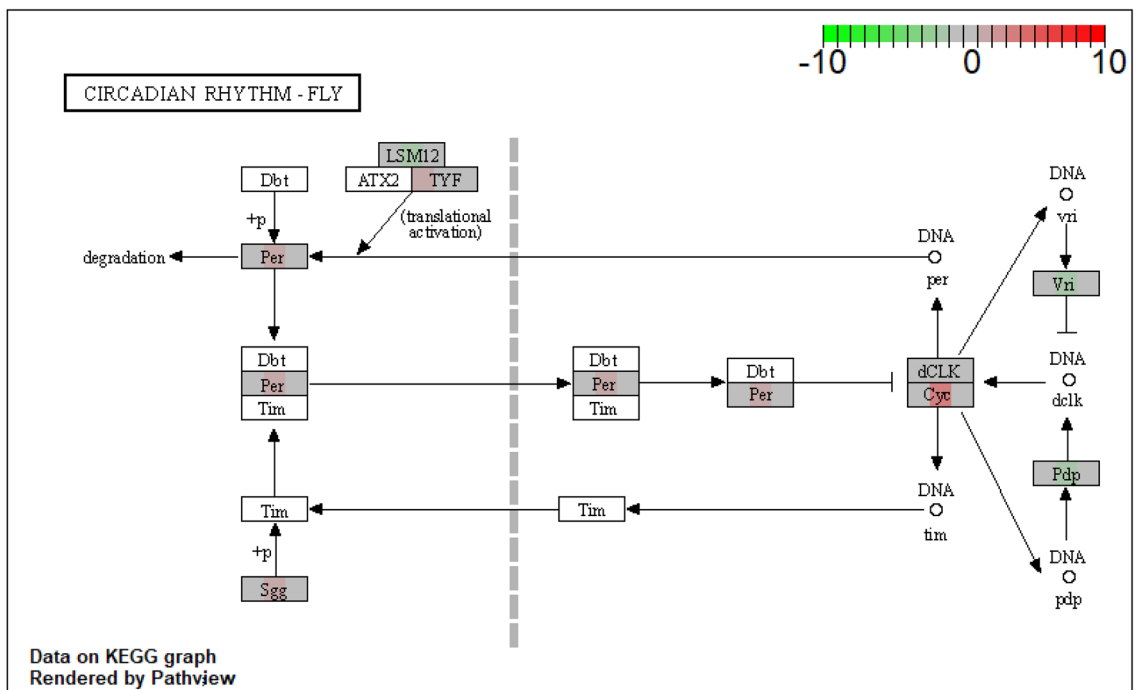 -10 0 10
CIRCADIAN RHYTHM - FLY
LSM12
ATX2 TYF
Dbt
+p
(translational
activation)
degradation
Per
DNA
per
DNA
vri
Vri
Dbt
Per
Tim
Dbt
Per
Tim
Dbt
Per
dCLK
Cyc
DNA
dclk
Pdp
Tim
Tim
DNA
tim
+p
Sgg
DNA
pdp
Data on KEGG graph
Rendered by Pathview